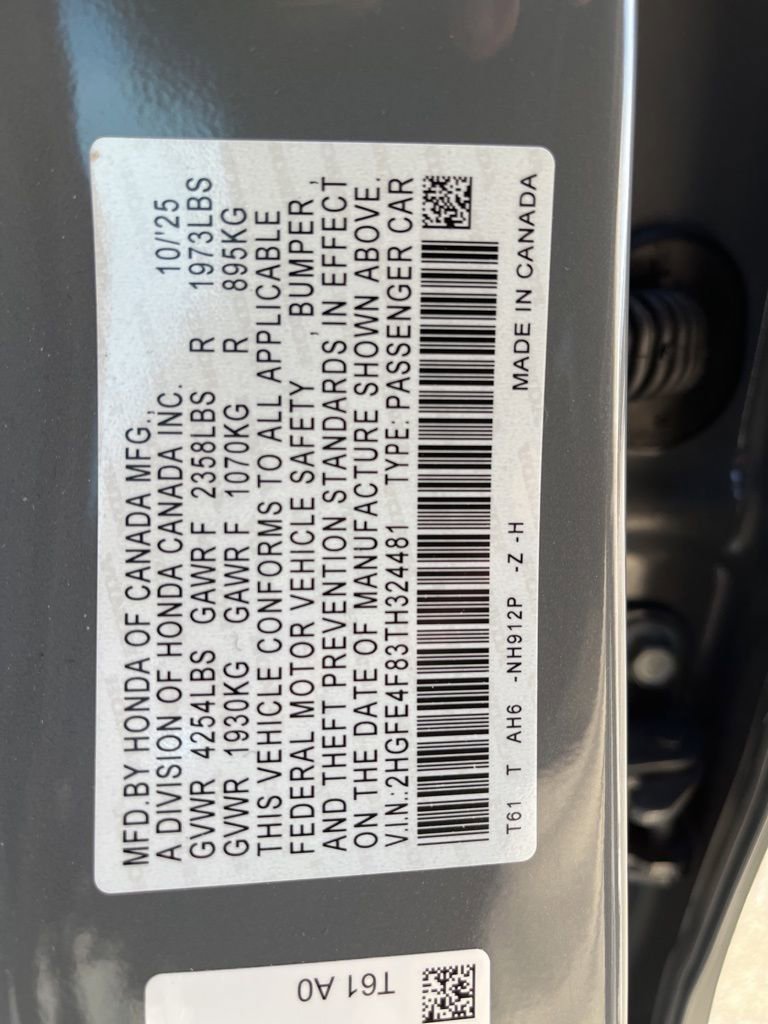 MFD.BY HONDA OF CANADA MFG.,
A DIVISION OF HONDA CANADA INC. 10/'25
GVWR 4254LBS GAWR F 2358LBS R 1973LBS
GVWR 1930KG GAWR F 1070KG R 895KG
THIS VEHICLE CONFORMS TO ALL APPLICABLE
FEDERAL MOTOR VEHICLE SAFETY , BUMPER ,
AND THEFT PREVENTION STANDARDS IN EFFECT
ON THE DATE OF MANUFACTURE SHOWN ABOVE.
V.I.N.:2HGFE4F83TH324481 TYPE: PASSENGER CAR
T61 T AH6 -NH912P -Z -H MADE IN CANADA
T61 A0